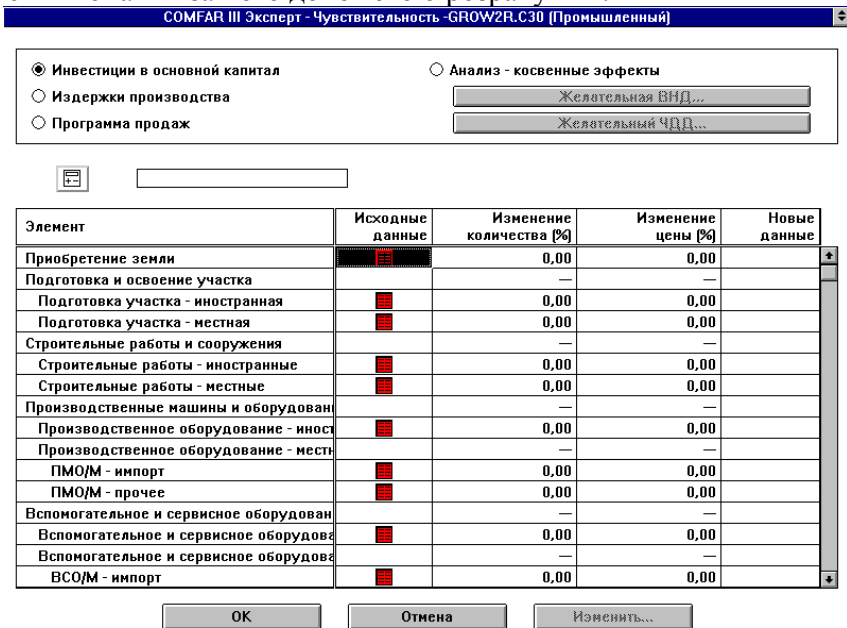 COMFAR III Эксперт - Чувствительность -GROW2R.C30 (Промышленный)
Инвестиции в основной капитал
Анализ - косвенные эффекты
Издержки производства
Желательная ВНД...
Программа продаж
Желательный ЧДД...
Элемент Исходные данные Изменение количества (%) Изменение цены (%) Новые данные
Приобретение земли 0,00 0,00
Подготовка и освоение участка — —
Подготовка участка - иностранная 0,00 0,00
Подготовка участка - местная 0,00 0,00
Строительные работы и сооружения — —
Строительные работы - иностранные 0,00 0,00
Строительные работы - местные 0,00 0,00
Производственные машины и оборудован — —
Производственное оборудование - инос 0,00 0,00
Производственное оборудование - мест — —
ПМО/М - импорт 0,00 0,00
ПМО/М - прочее 0,00 0,00
Вспомогательное и сервисное оборудован — —
Вспомогательное и сервисное оборудова 0,00 0,00
Вспомогательное и сервисное оборудова — —
ВСО/М - импорт 0,00 0,00
OK Отмена Изменить...